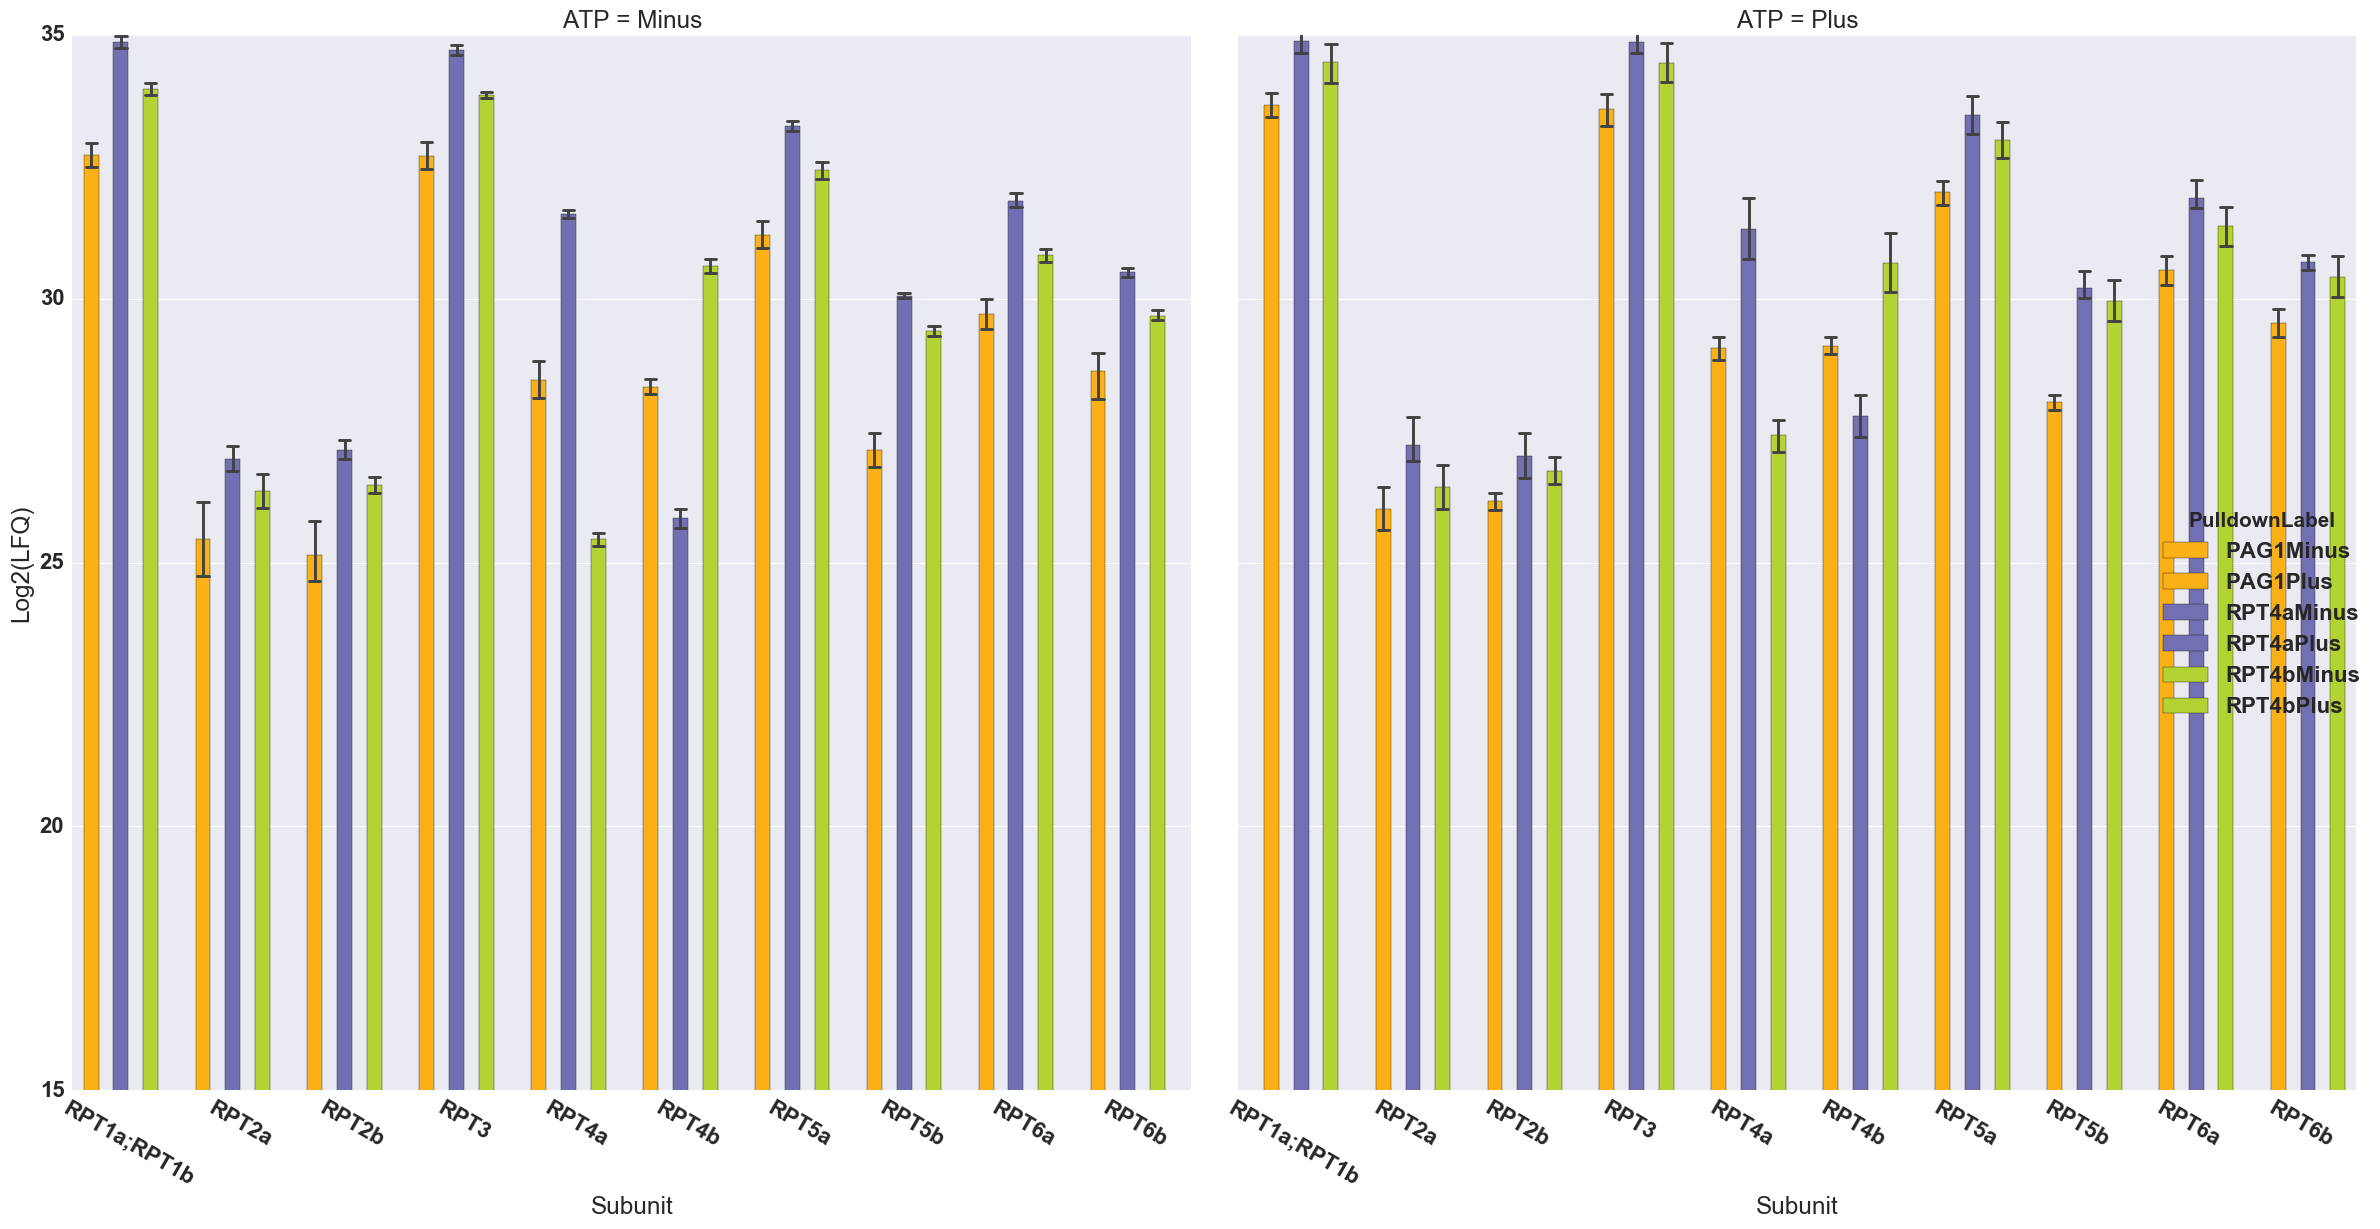 ATP = Minus
ATP = Plus
Log2(LFQ)
35
30
25
20
15
RPT1a;RPT1b
RPT2a
RPT2b
RPT3
RPT4a
RPT4b
RPT5a
RPT5b
RPT6a
RPT6b
Subunit
RPT1a;RPT1b
RPT2a
RPT2b
RPT3
RPT4a
RPT4b
RPT5a
RPT5b
RPT6a
RPT6b
Subunit
PulldownLabel
PAG1Minus
PAG1Plus
RPT4aMinus
RPT4aPlus
RPT4bMinus
RPT4bPlus